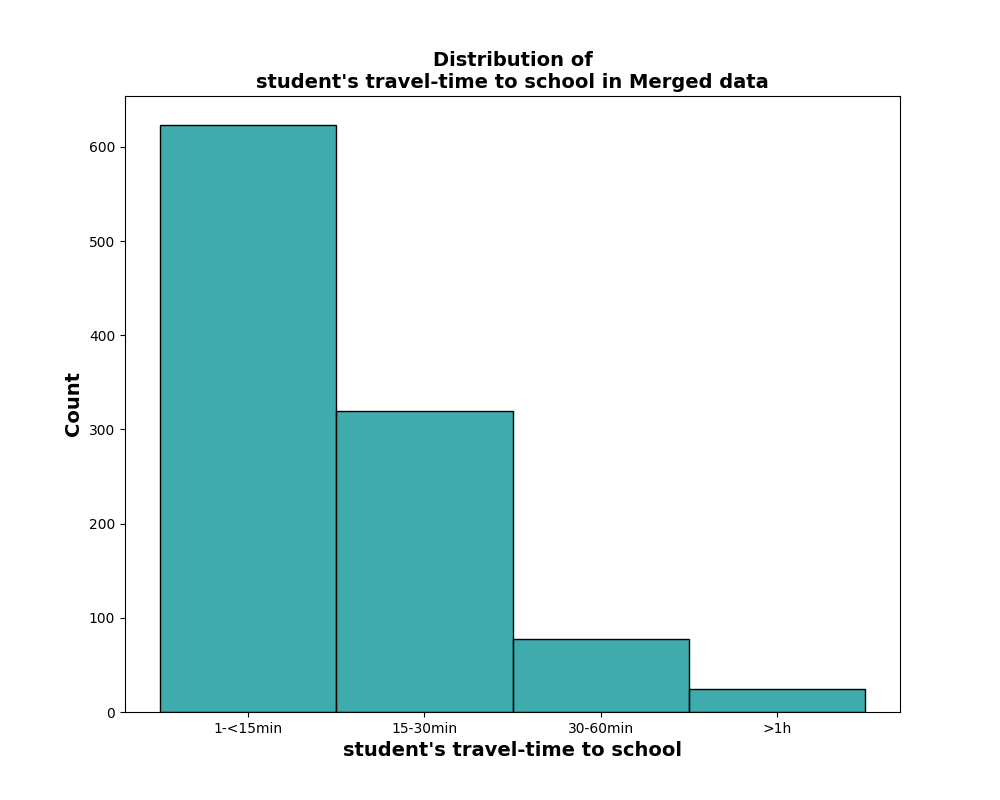 Distribution of
student's travel-time to school in Merged data
Count
600
500
400
300
200
100
0
1-<15min 15-30min 30-60min >1h
student's travel-time to school